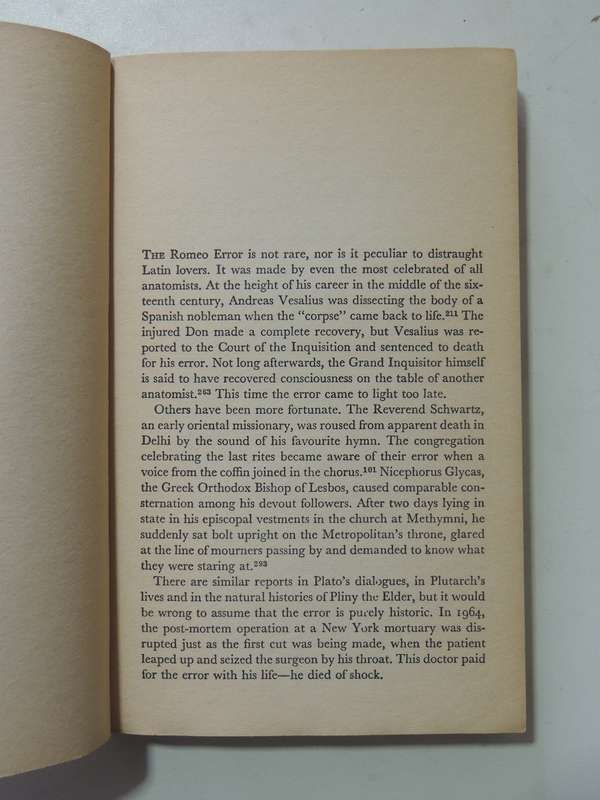 THE Romeo Error is not rare, nor is it peculiar to distraught
Latin lovers. It was made by even the most celebrated of all
anatomists. At the height of his career in the middle of the six-
teenth century, Andreas Vesalius was dissecting the body of a
Spanish nobleman when the "corpse" came back to life.²¹¹ The
injured Don made a complete recovery, but Vesalius was re-
ported to the Court of the Inquisition and sentenced to death
for his error. Not long afterwards, the Grand Inquisitor himself
is said to have recovered consciousness on the table of another
anatomist.²⁶³ This time the error came to light too late.
Others have been more fortunate. The Reverend Schwartz,
an early oriental missionary, was roused from apparent death in
Delhi by the sound of his favourite hymn. The congregation
celebrating the last rites became aware of their error when a
voice from the coffin joined in the chorus.¹⁰¹ Nicephorus Glycas,
the Greek Orthodox Bishop of Lesbos, caused comparable con-
sternation among his devout followers. After two days lying in
state in his episcopal vestments in the church at Methymni, he
suddenly sat bolt upright on the Metropolitan's throne, glared
at the line of mourners passing by and demanded to know what
they were staring at.²⁹³
There are similar reports in Plato's dialogues, in Plutarch's
lives and in the natural histories of Pliny the Elder, but it would
be wrong to assume that the error is purely historic. In 1964,
the post-mortem operation at a New York mortuary was dis-
rupted just as the first cut was being made, when the patient
leaped up and seized the surgeon by his throat. This doctor paid
for the error with his life—he died of shock.